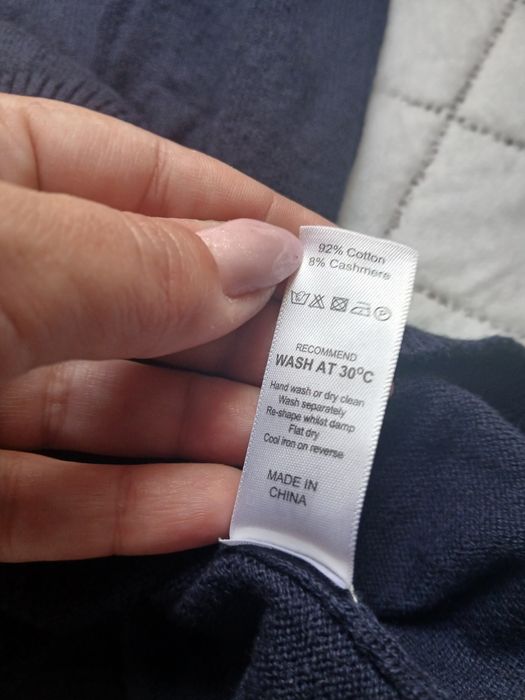 92% Cotton
8% Cashmere
RECOMMEND
WASH AT 30°C
Hand wash or dry clean
Wash separately
Re-shape whilst damp
Flat dry
Cool iron on reverse
MADE IN
CHINA